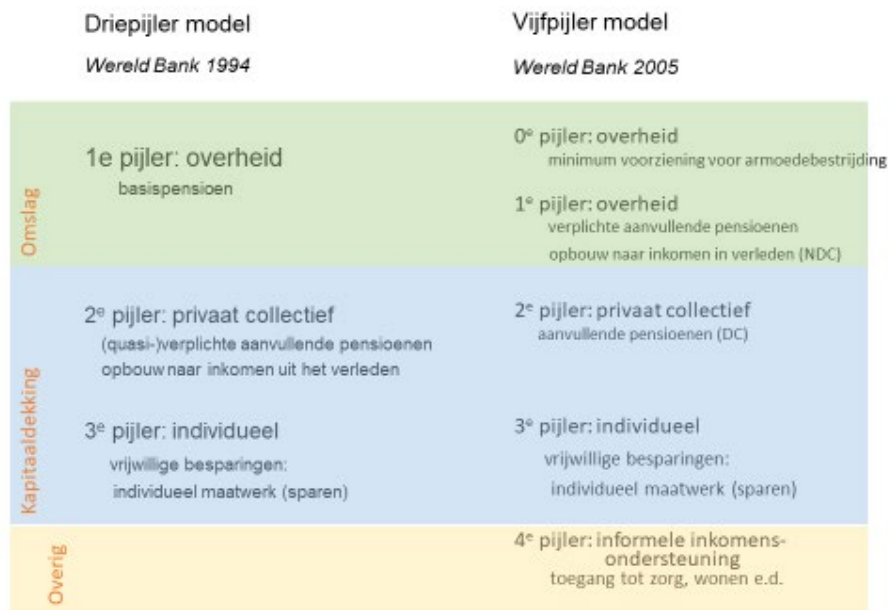 Driepijler model
Wereld Bank 1994
Vijfpijler model
Wereld Bank 2005
Omslag
1e pijler: overheid
basispensioen
0e pijler: overheid
minimum voorziening voor armoedebestrijding
1e pijler: overheid
verplichte aanvullende pensioenen
opbouw naar inkomen in verleden (NDC)
Kapitaaldekking
2e pijler: privaat collectief
(quasi-)verplichte aanvullende pensioenen
opbouw naar inkomen uit het verleden
3e pijler: individueel
vrijwillige besparingen:
individueel maatwerk (sparen)
2e pijler: privaat collectief
aanvullende pensioenen (DC)
3e pijler: individueel
vrijwillige besparingen:
individueel maatwerk (sparen)
Overig
4e pijler: informele inkomens-
ondersteuning
toegang tot zorg, wonen e.d.